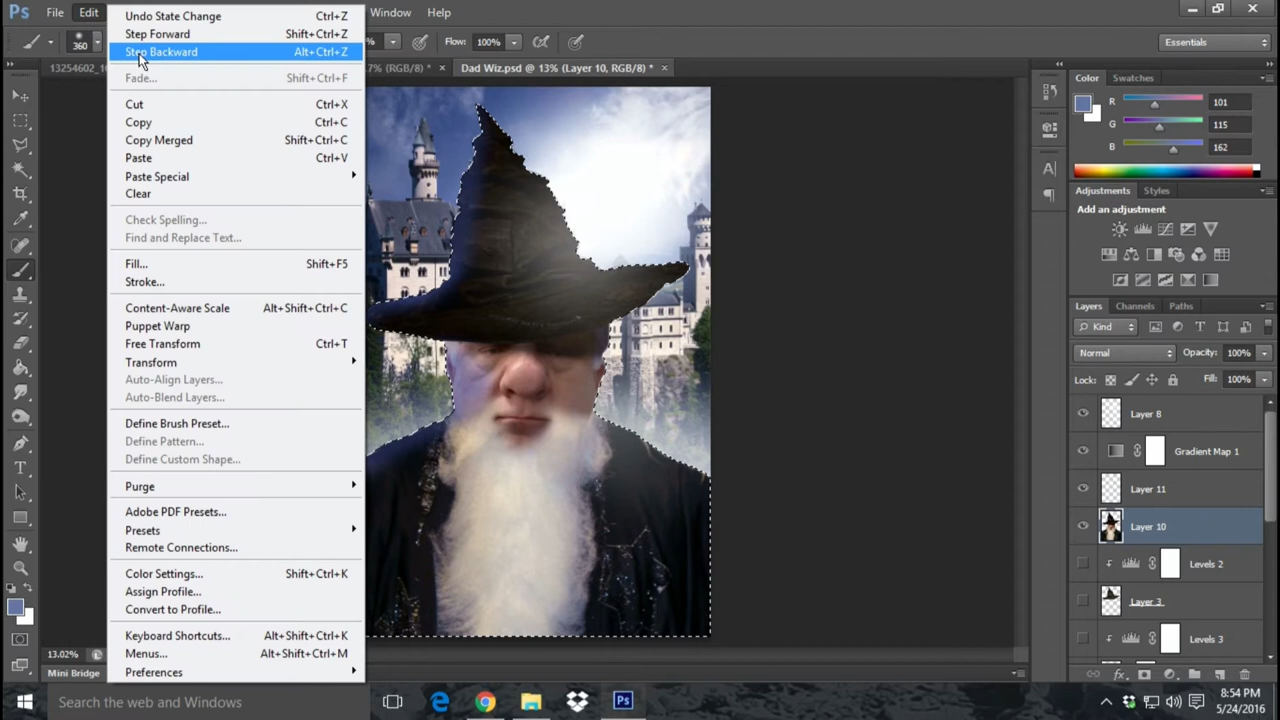 Ps File Edit Window Help
Undo State Change Ctrl+Z
Step Forward Shift+Ctrl+Z
Step Backward Alt+Ctrl+Z
Fade... Shift+Ctrl+F
Cut Ctrl+X
Copy Ctrl+C
Copy Merged Shift+Ctrl+C
Paste Ctrl+V
Paste Special
Clear
Check Spelling...
Find and Replace Text...
Fill... Shift+F5
Stroke...
Content-Aware Scale Alt+Shift+Ctrl+C
Puppet Warp
Free Transform Ctrl+T
Transform
Auto-Align Layers...
Auto-Blend Layers...
Define Brush Preset...
Define Pattern...
Define Custom Shape...
Purge
Adobe PDF Presets...
Presets
Remote Connections...
Color Settings... Shift+Ctrl+K
Assign Profile...
Convert to Profile...
Keyboard Shortcuts... Alt+Shift+Ctrl+K
Menus... Alt+Shift+Ctrl+M
Preferences
360 % Flow: 100% Essentials
13254602_1 7% (RGB/8) * × Dad Wiz.psd @ 13% (Layer 10, RGB/8) * ×
Color Swatches
R 101
G 115
B 162
Adjustments Styles
Add an adjustment
Layers Channels Paths
Kind
Normal Opacity: 100%
Lock: Fill: 100%
Layer 8
Gradient Map 1
Layer 11
Layer 10
Levels 2
Layer 3
Levels 3
13.02%
Mini Bridge
Search the web and Windows
Ps
8:54 PM
5/24/2016